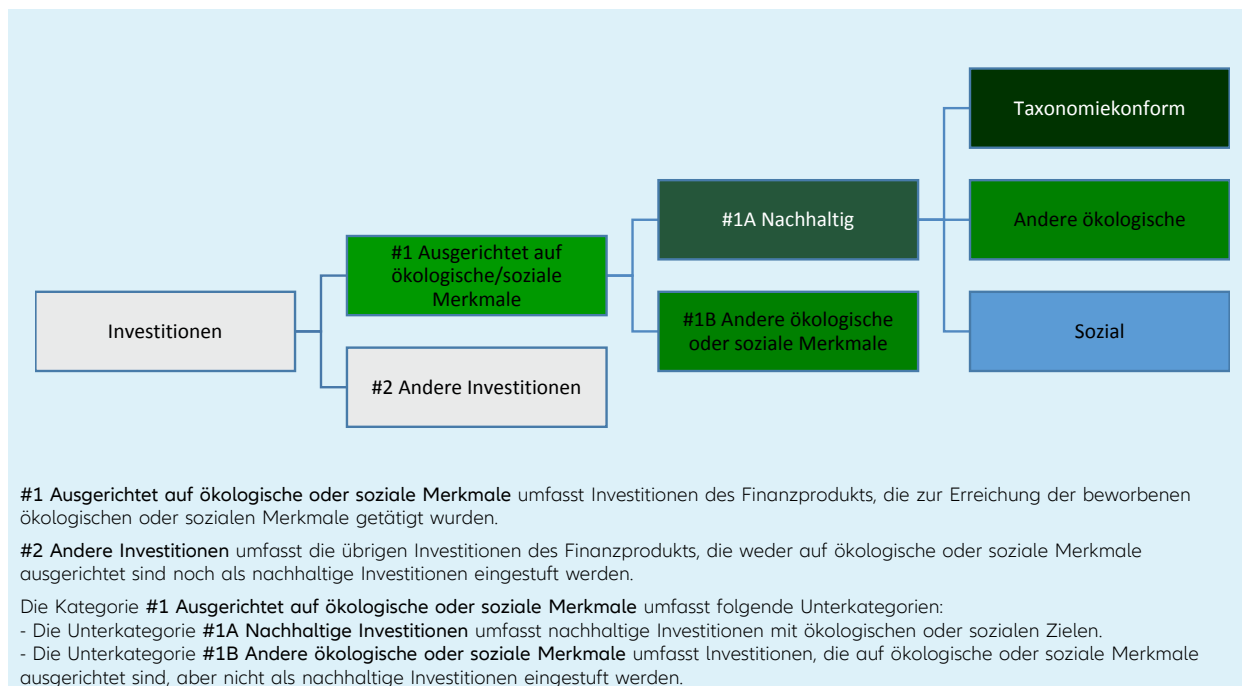 Taxonomiekonform
#1A Nachhaltig
Andere ökologische
#1 Ausgerichtet auf
ökologische/soziale
Merkmale
Investitionen
#1B Andere ökologische
oder soziale Merkmale
Sozial
#2 Andere Investitionen
#1 Ausgerichtet auf ökologische oder soziale Merkmale umfasst Investitionen des Finanzprodukts, die zur Erreichung der beworbenen
ökologischen oder sozialen Merkmale getätigt wurden.
#2 Andere Investitionen umfasst die übrigen Investitionen des Finanzprodukts, die weder auf ökologische oder soziale Merkmale
ausgerichtet sind noch als nachhaltige Investitionen eingestuft werden.
Die Kategorie #1 Ausgerichtet auf ökologische oder soziale Merkmale umfasst folgende Unterkategorien:
- Die Unterkategorie #1A Nachhaltige Investitionen umfasst nachhaltige Investitionen mit ökologischen oder sozialen Zielen.
- Die Unterkategorie #1B Andere ökologische oder soziale Merkmale umfasst Investitionen, die auf ökologische oder soziale Merkmale
ausgerichtet sind, aber nicht als nachhaltige Investitionen eingestuft werden.